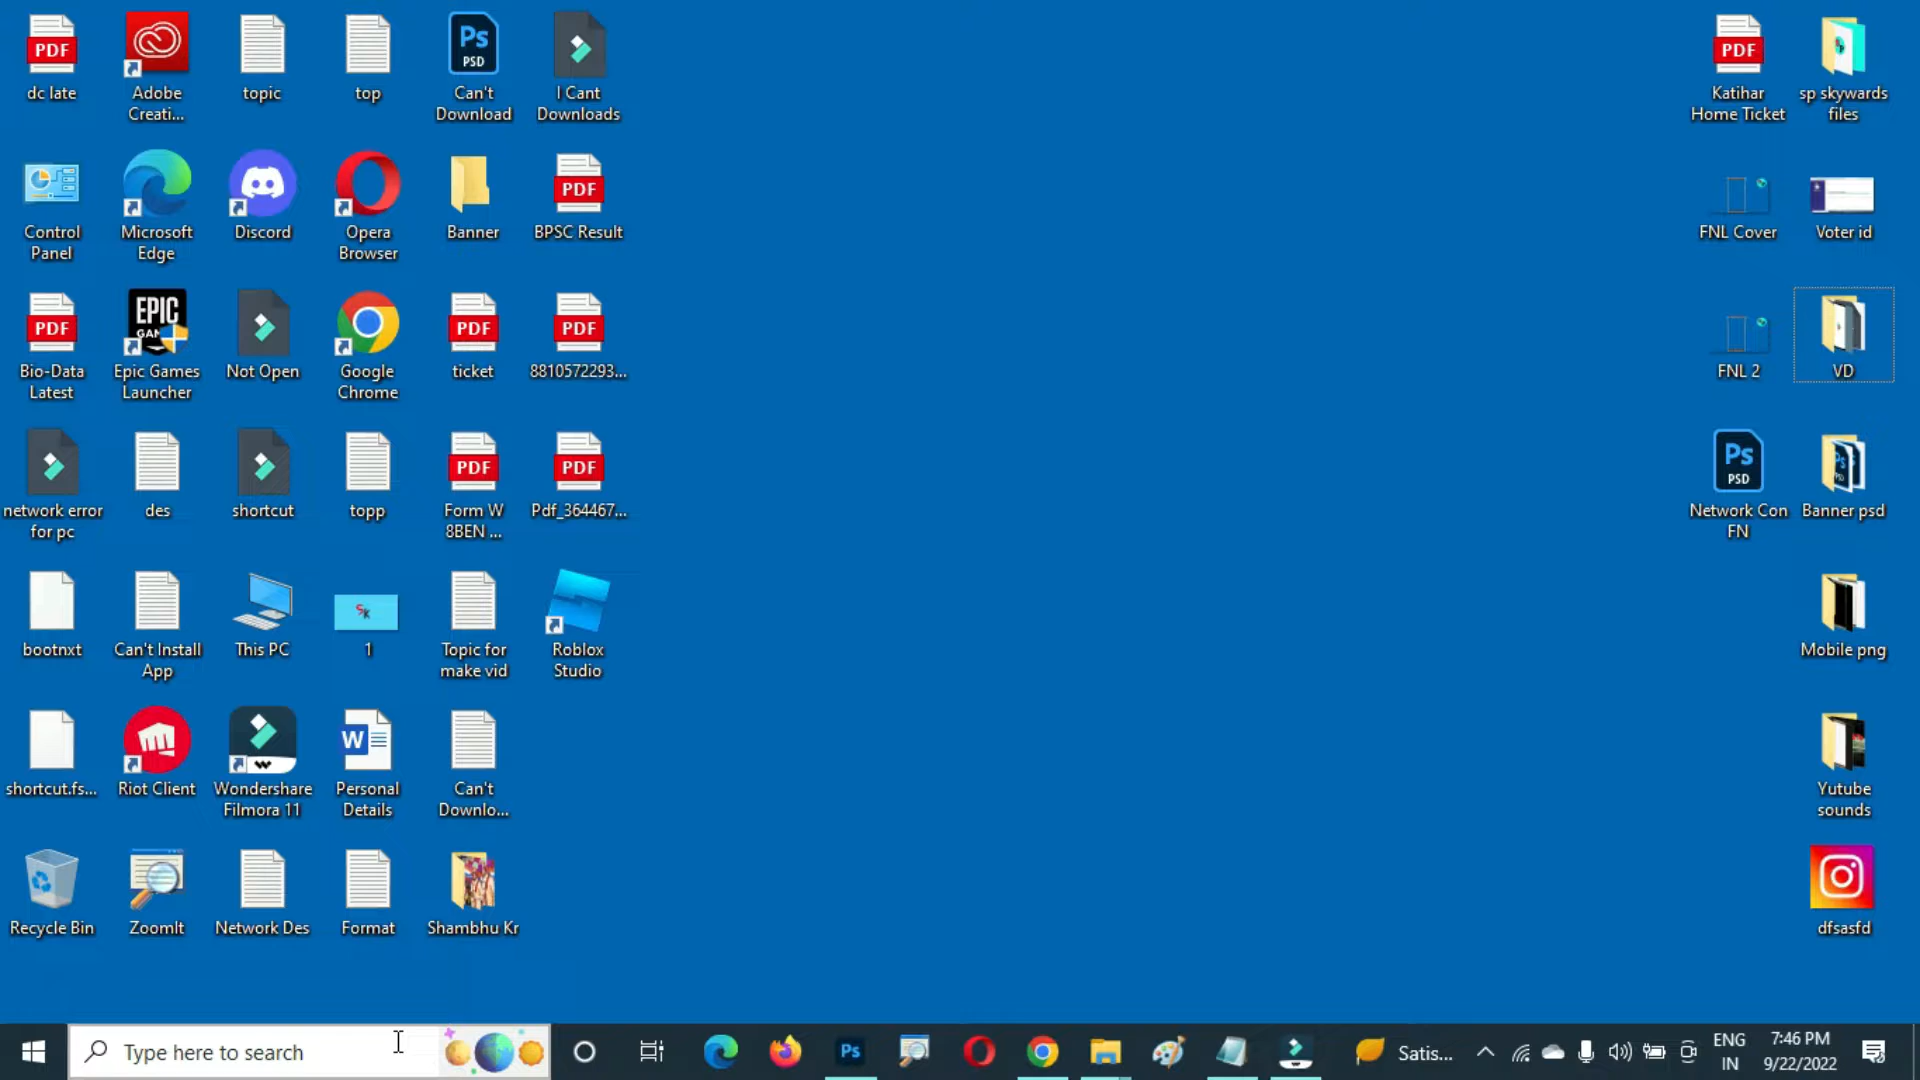 dc late
Adobe
Creati...
topic
top
Can't
Download
I Cant
Downloads
Katihar
Home Ticket
sp skywards
files
Control
Panel
Microsoft
Edge
Discord
Opera
Browser
Banner
BPSC Result
FNL Cover
Voter id
Bio-Data
Latest
Epic Games
Launcher
Not Open
Google
Chrome
ticket
8810572293...
FNL 2
VD
network error
for pc
des
shortcut
topp
Form W
8BEN ...
Pdf_364467...
Network Con
FN
Banner psd
bootnxt
Can't Install
App
This PC
1
Topic for
make vid
Roblox
Studio
Mobile png
shortcut.fs...
Riot Client
Wondershare
Filmora 11
Personal
Details
Can't
Downlo...
Yutube
sounds
Recycle Bin
ZoomIt
Network Des
Format
Shambhu Kr
dfsasfd
Type here to search
Satis...
ENG
IN
7:46 PM
9/22/2022
PDF
Ps
PSD
PDF
PDF
PDF
EPIC
GAM
PDF
PDF
PDF
PDF
Ps
PSD
SK
W
Ps